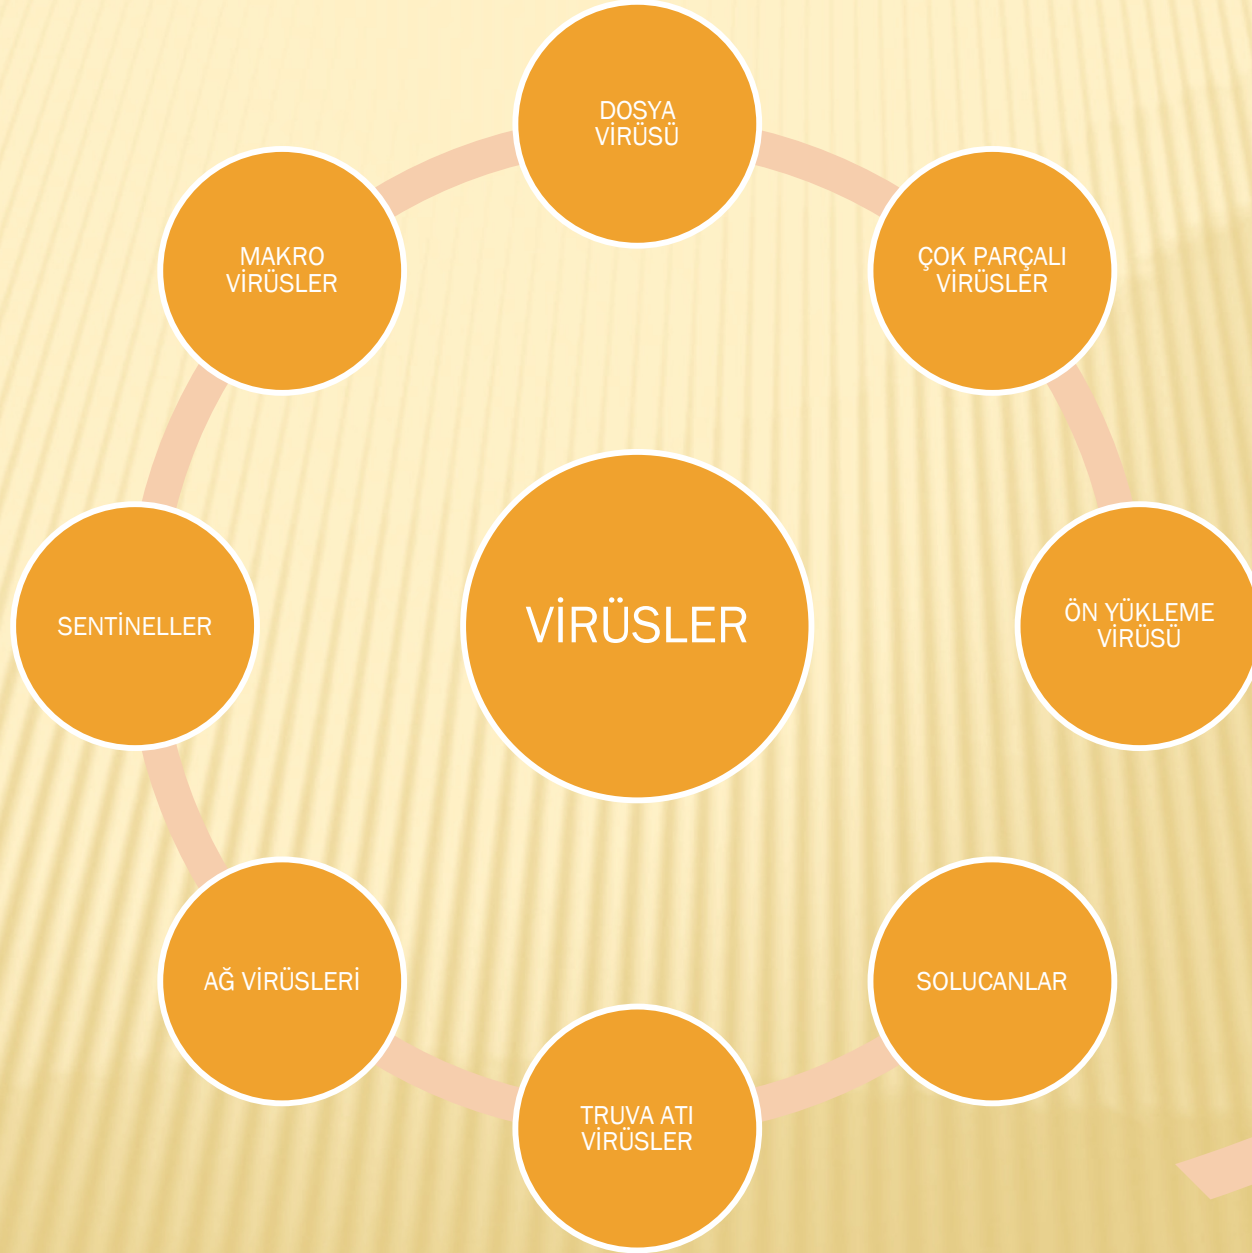 DOSYA
VİRÜSÜ
MAKRO
VİRÜSLER
ÇOK PARÇALI
VİRÜSLER
VİRÜSLER
SENTİNELLER
ÖN YÜKLEME
VİRÜSÜ
AĞ VİRÜSLERİ
SOLUCANLAR
TRUVA ATI
VİRÜSLER